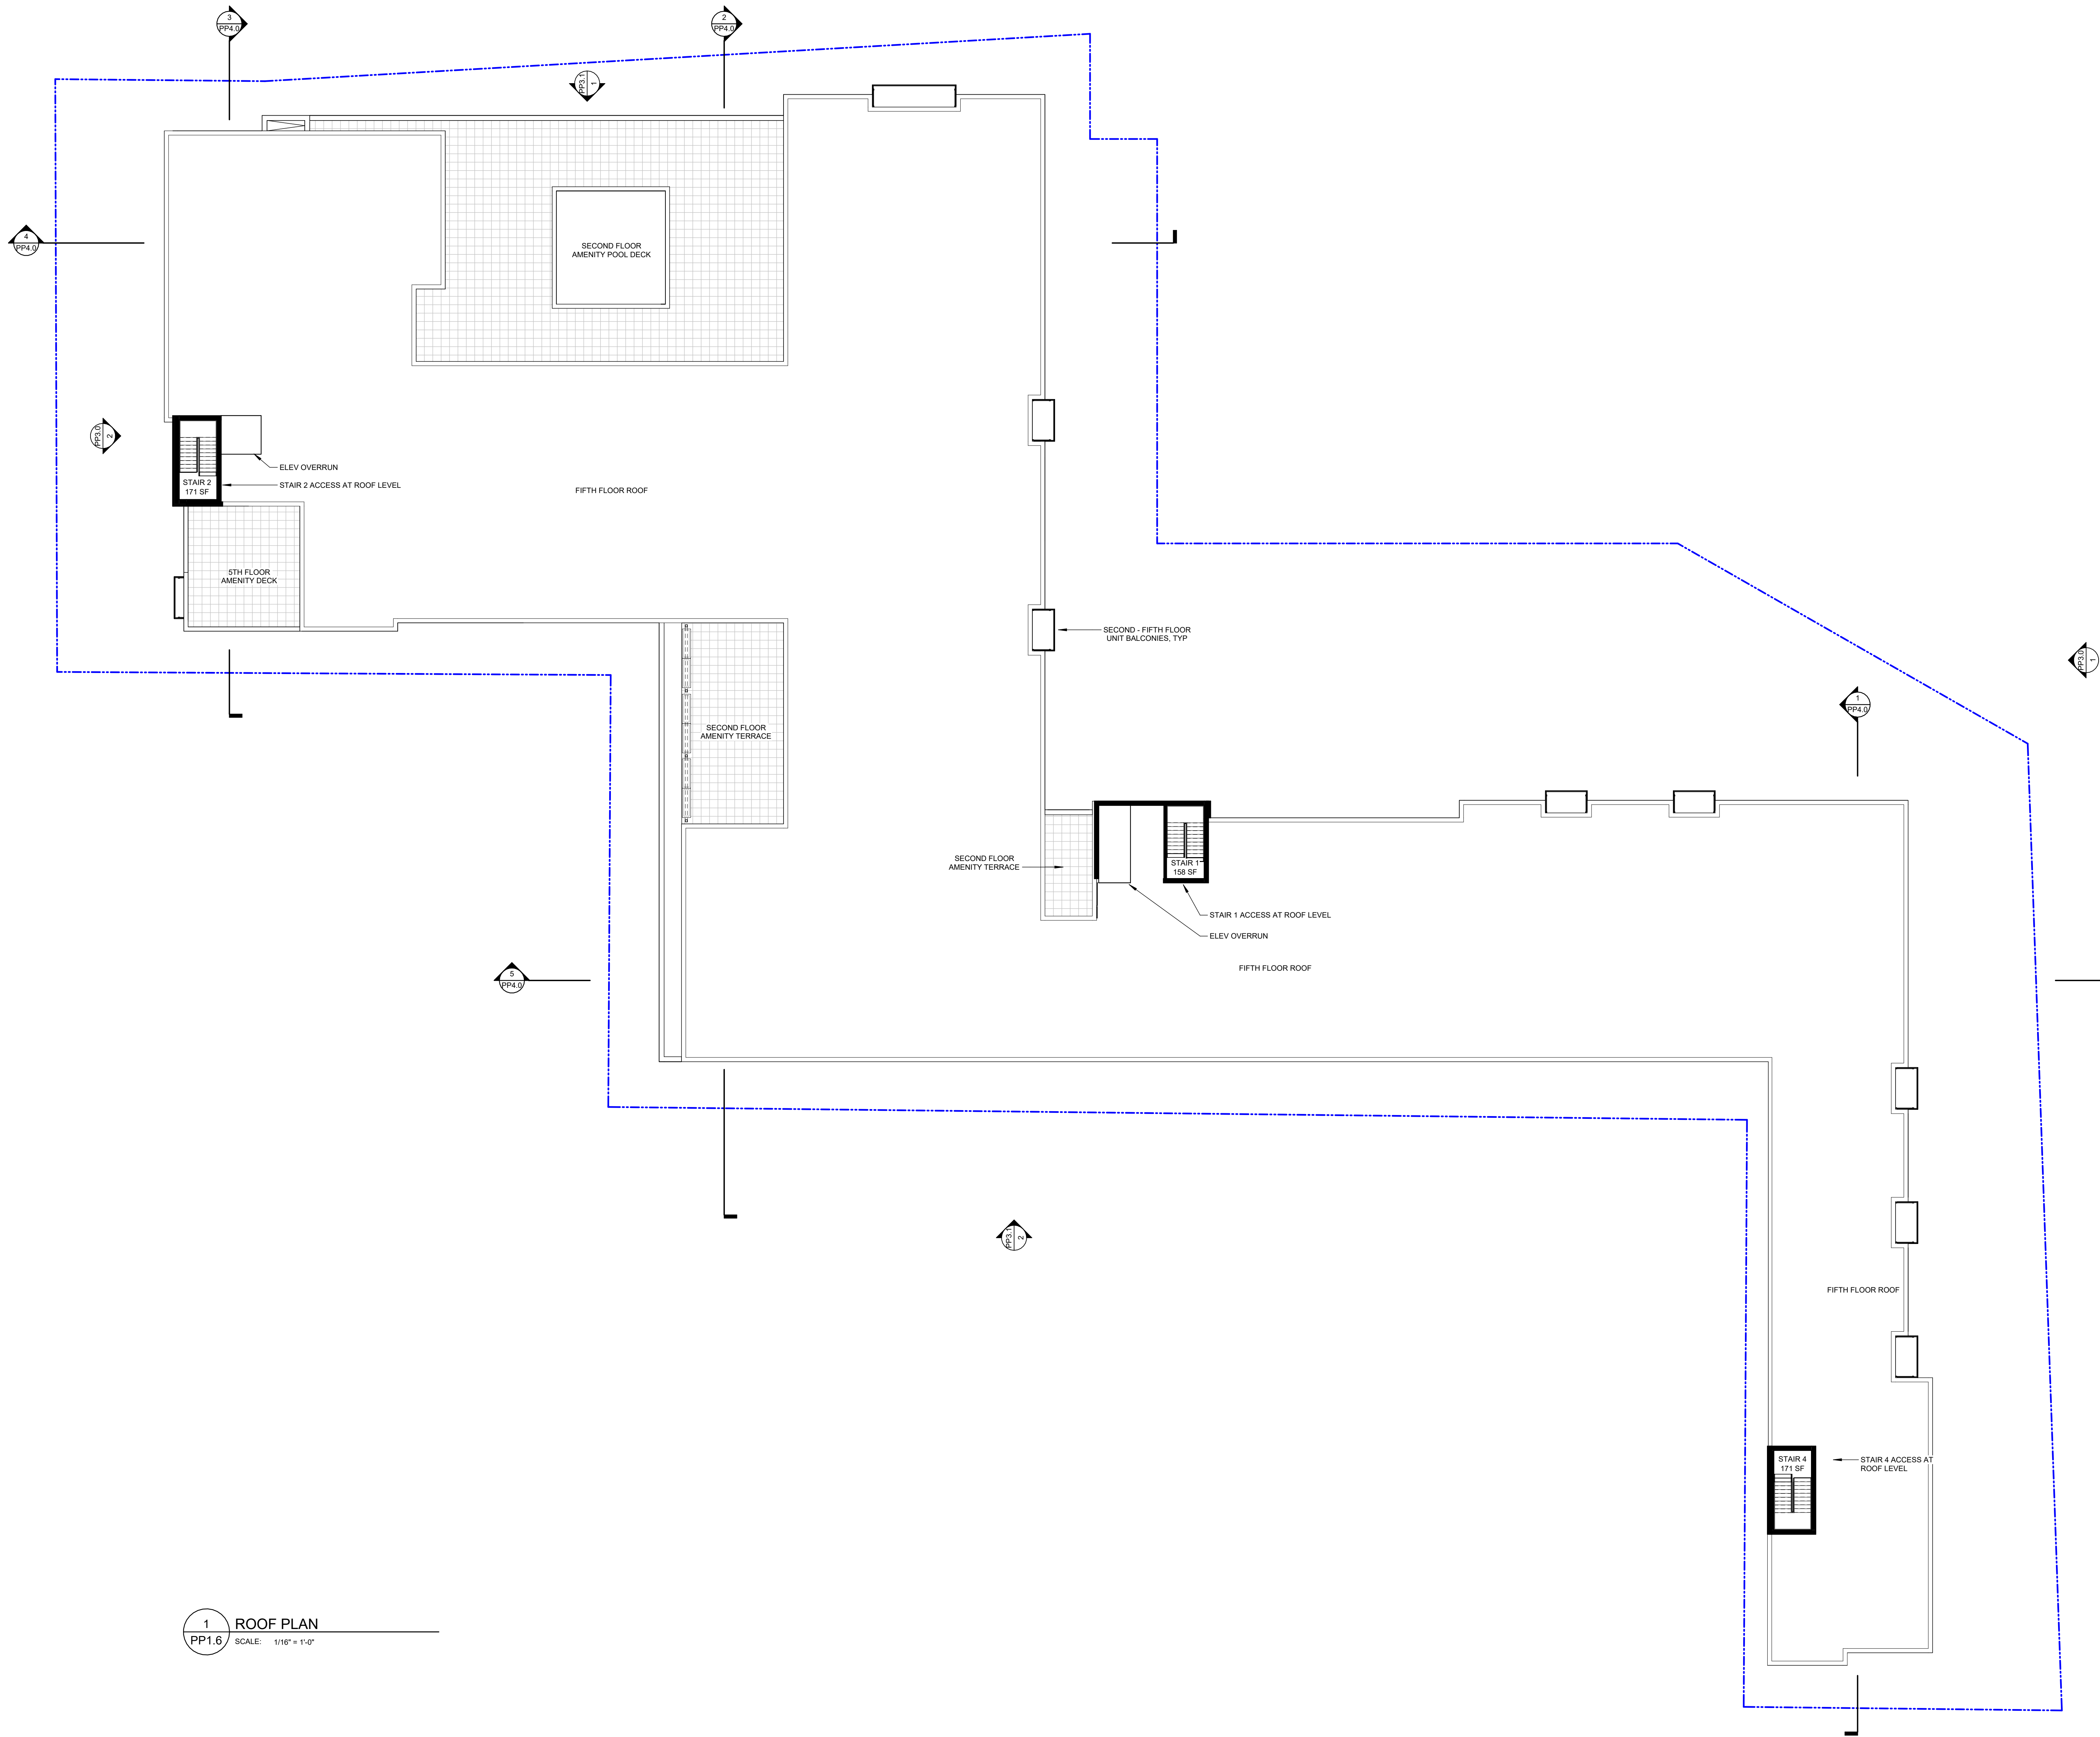 3
PP4.0
2
PP4.0
PP3.1
1
4
PP4.0
SECOND FLOOR
AMENITY POOL DECK
PP3.0
2
ELEV OVERRUN
STAIR 2
171 SF
STAIR 2 ACCESS AT ROOF LEVEL
FIFTH FLOOR ROOF
5TH FLOOR
AMENITY DECK
SECOND - FIFTH FLOOR
UNIT BALCONIES, TYP
PP3.0
1
1
PP4.0
SECOND FLOOR
AMENITY TERRACE
SECOND FLOOR
AMENITY TERRACE
STAIR 1
158 SF
STAIR 1 ACCESS AT ROOF LEVEL
ELEV OVERRUN
FIFTH FLOOR ROOF
5
PP4.0
PP3.1
2
FIFTH FLOOR ROOF
STAIR 4
171 SF
STAIR 4 ACCESS AT
ROOF LEVEL
1
PP1.6
ROOF PLAN
SCALE: 1/16" = 1'-0"